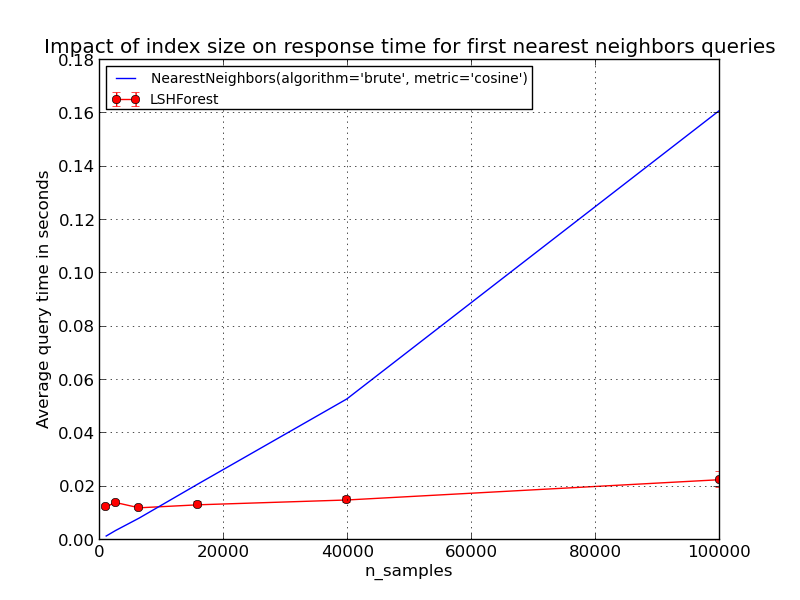 Impact of index size on response time for first nearest neighbors queries
NearestNeighbors(algorithm='brute', metric='cosine')
LSHForest
0.18
0.16
0.14
0.12
0.10
0.08
0.06
0.04
0.02
0.00
Average query time in seconds
0 20000 40000 60000 80000 100000
n_samples